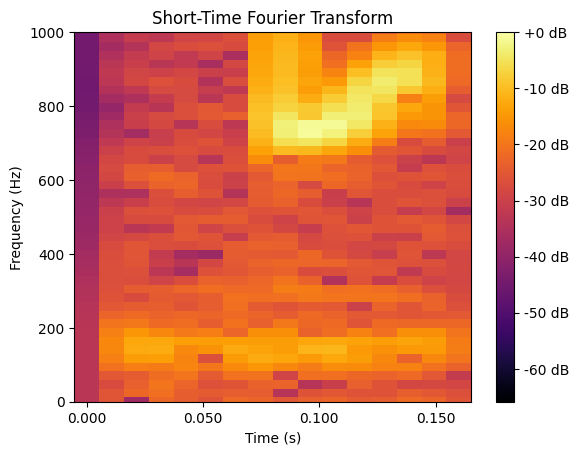 Short-Time Fourier Transform
1000
800
600
400
200
0
Frequency (Hz)
0.000
0.050
0.100
0.150
Time (s)
+0 dB
-10 dB
-20 dB
-30 dB
-40 dB
-50 dB
-60 dB